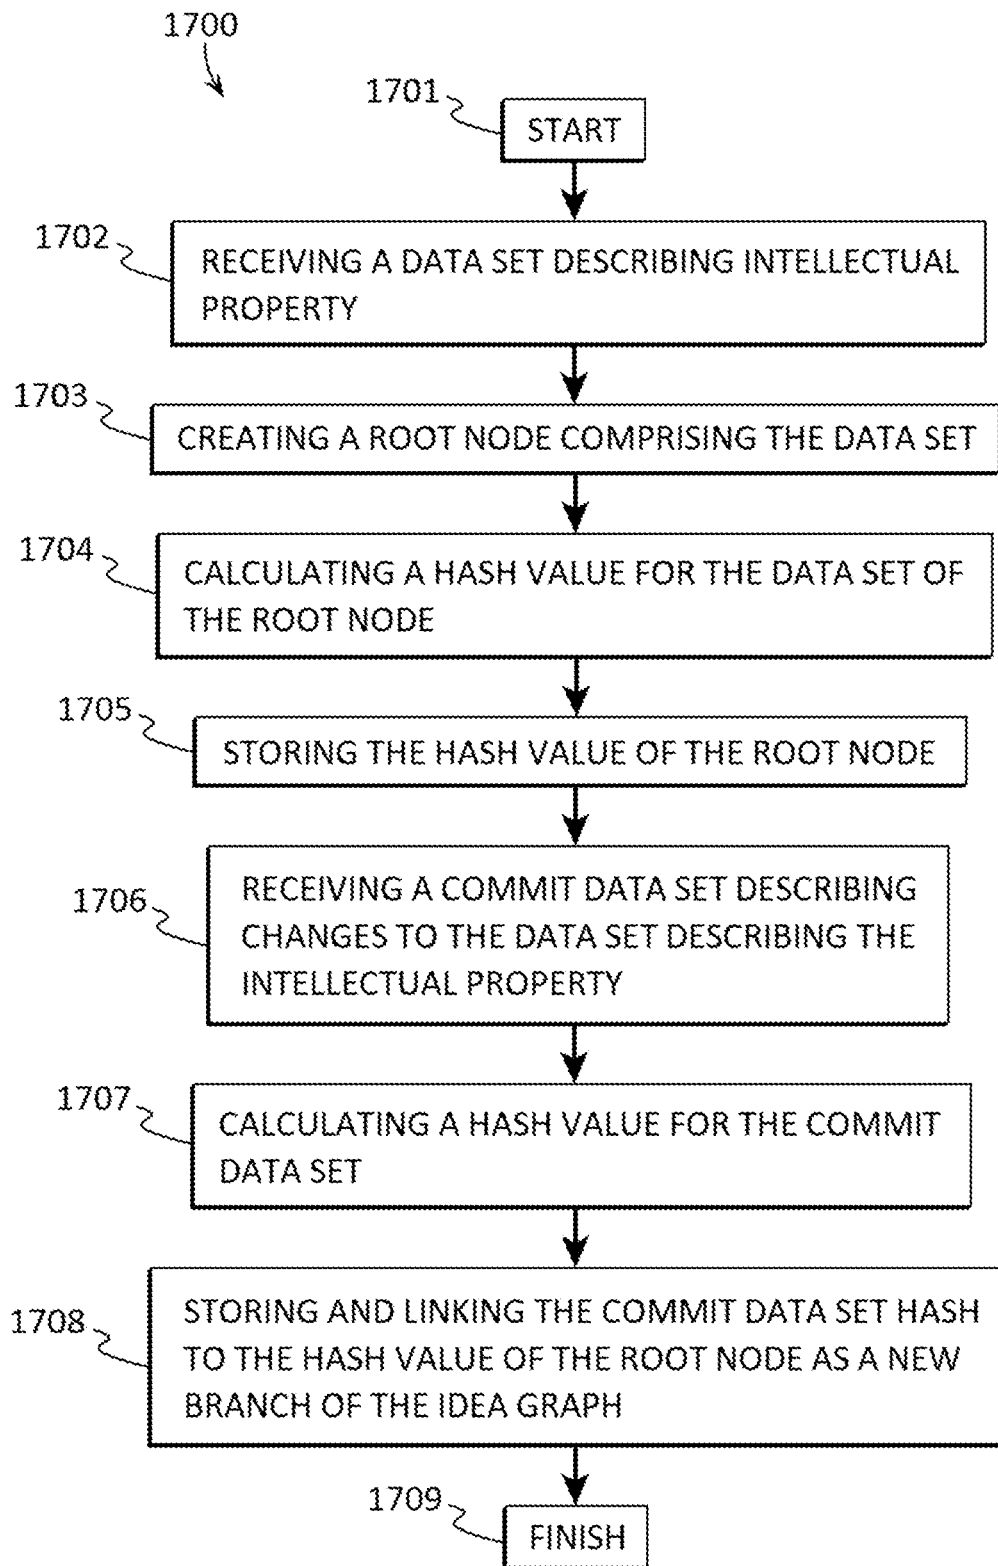 1700
1701
START
1702
RECEIVING A DATA SET DESCRIBING INTELLECTUAL
PROPERTY
1703
CREATING A ROOT NODE COMPRISING THE DATA SET
1704
CALCULATING A HASH VALUE FOR THE DATA SET OF
THE ROOT NODE
1705
STORING THE HASH VALUE OF THE ROOT NODE
1706
RECEIVING A COMMIT DATA SET DESCRIBING
CHANGES TO THE DATA SET DESCRIBING THE
INTELLECTUAL PROPERTY
1707
CALCULATING A HASH VALUE FOR THE COMMIT
DATA SET
1708
STORING AND LINKING THE COMMIT DATA SET HASH
TO THE HASH VALUE OF THE ROOT NODE AS A NEW
BRANCH OF THE IDEA GRAPH
1709
FINISH